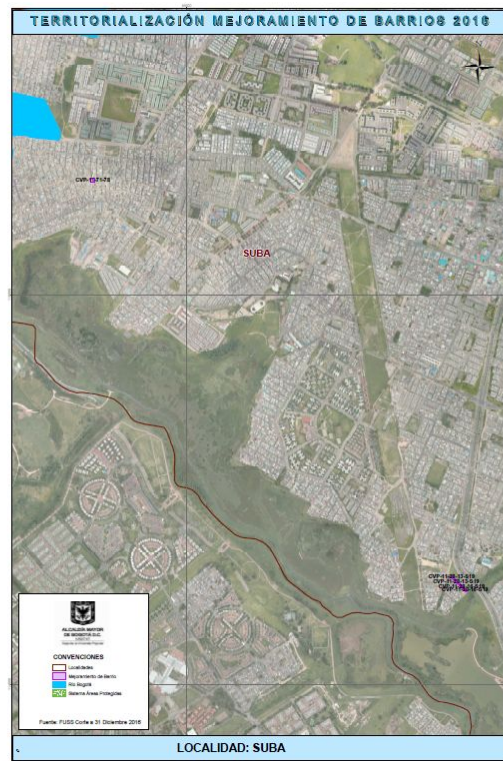 TERRITORIALIZACIÓN MEJORAMIENTO DE BARRIOS 2016
SUBA
ALCALDÍA MAYOR
DE BOGOTÁ D.C.
CONVENCIONES
Localidades
Mejoramiento de Barrio
Rio Bogotá
Sistema Áreas Protegidas
Fuente: FUSS Corte a 31 Diciembre 2016
LOCALIDAD: SUBA